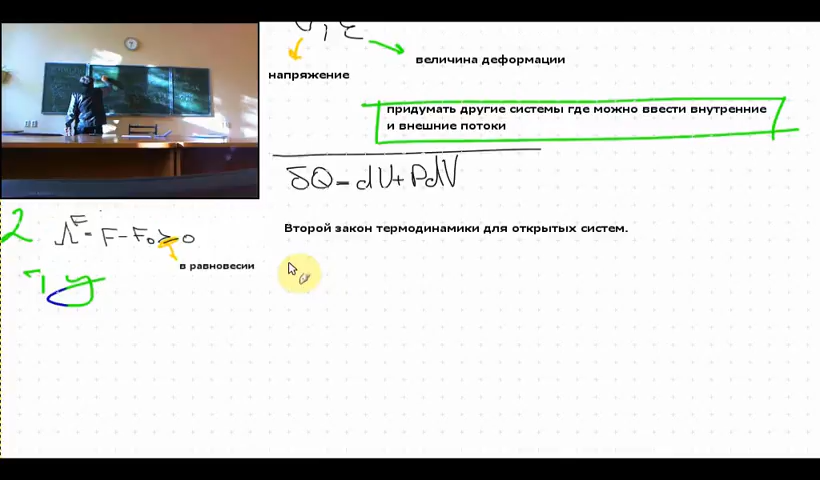 σ, ε
величина деформации
напряжение
придумать другие системы где можно ввести внутренние
и внешние потоки
δQ = dU + PdV
2 Λ^F = F - F₀ ≥ 0
Второй закон термодинамики для открытых систем.
в равновесии